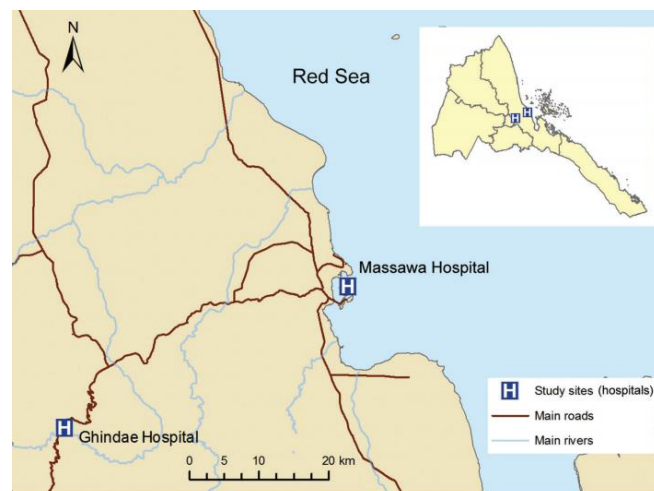 N
Red Sea
H
H
Massawa Hospital
H
H
Ghindae Hospital
0 5 10 20 km
H Study sites (hospitals)
Main roads
Main rivers